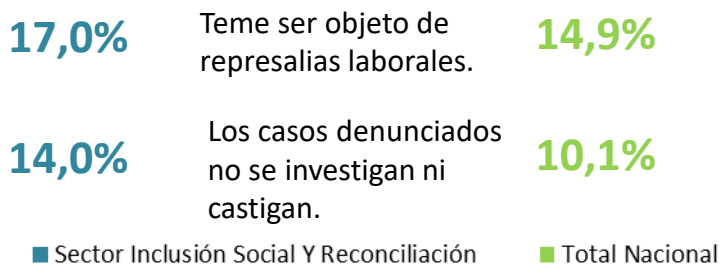 17,0%
Teme ser objeto de
represalias laborales.
14,9%
14,0%
Los casos denunciados
no se investigan ni
castigan.
10,1%
Sector Inclusión Social Y Reconciliación
Total Nacional